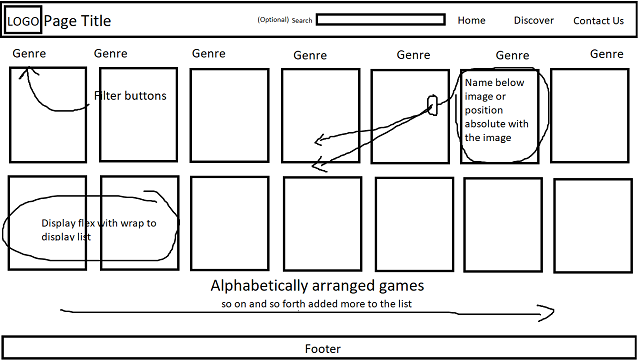 LOGO Page Title (Optional) Search Home Discover Contact Us
Genre Genre Genre Genre Genre Genre Genre
Filter buttons
Name below
image or
position
absolute with
the image
Display flex with wrap to
display list
Alphabetically arranged games
so on and so forth added more to the list
Footer